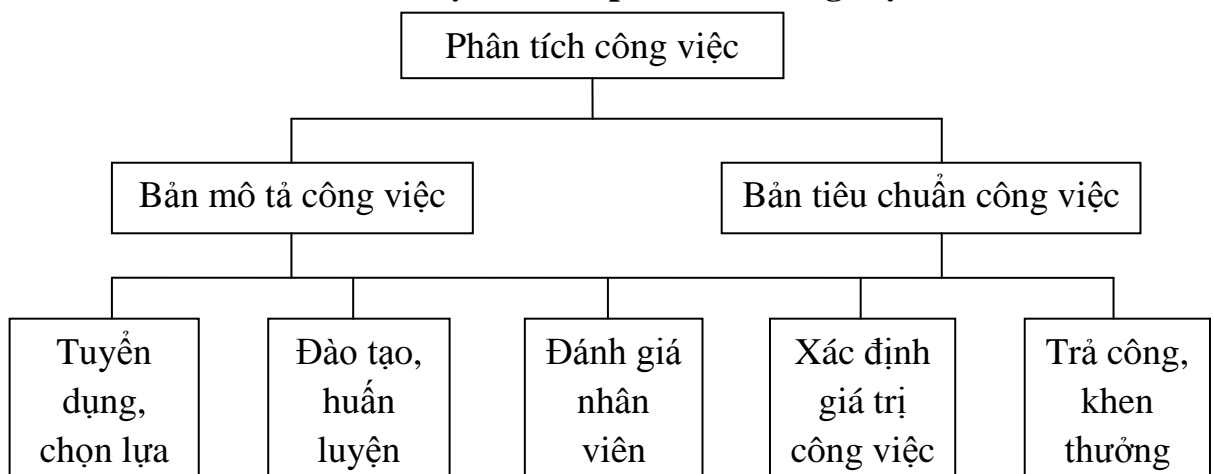 Phân tích công việc
Bản mô tả công việc
Bản tiêu chuẩn công việc
Tuyển
dụng,
chọn lựa
Đào tạo,
huấn
luyện
Đánh giá
nhân
viên
Xác định
giá trị
công việc
Trả công,
khen
thưởng